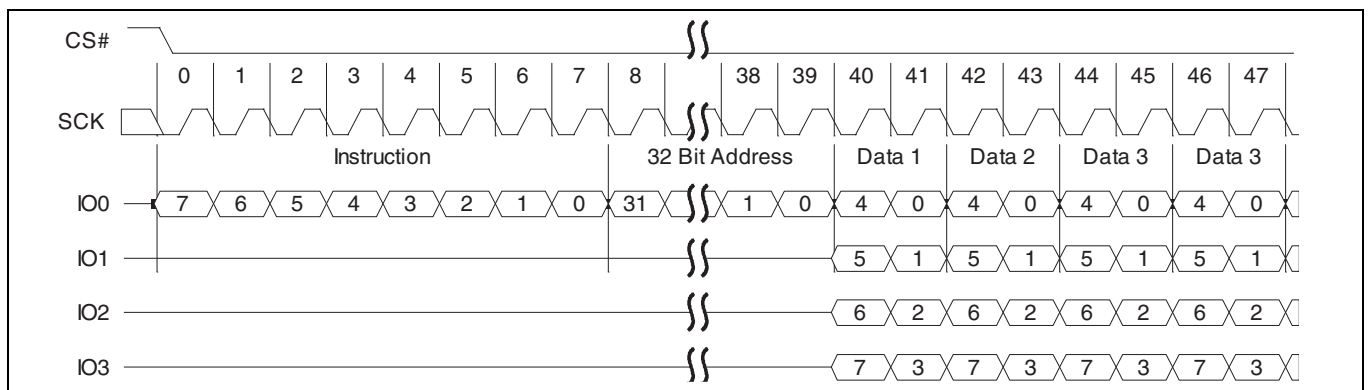 CS#
0 1 2 3 4 5 6 7 8 38 39 40 41 42 43 44 45 46 47
SCK
Instruction 32 Bit Address Data 1 Data 2 Data 3 Data 3
IO0 7 6 5 4 3 2 1 0 31 1 0 4 0 4 0 4 0 4 0
IO1 5 1 5 1 5 1 5 1
IO2 6 2 6 2 6 2 6 2
IO3 7 3 7 3 7 3 7 3